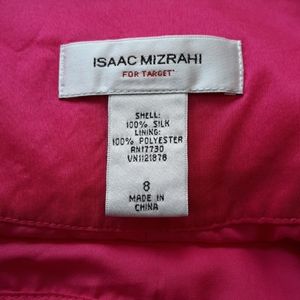 ISAAC MIZRAHI
FOR TARGET
SHELL:
100% SILK
LINING:
100% POLYESTER
RN17730
VN1121878
8
MADE IN
CHINA